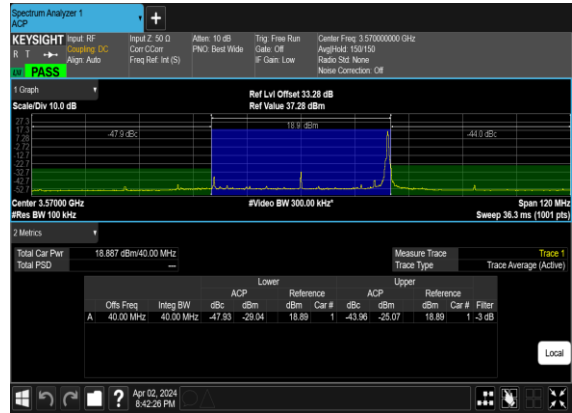 Spectrum Analyzer 1
ACP
+
KEYSIGHT Input: RF Input Z: 50 Ω Atten: 10 dB Trig: Free Run Center Freq: 3.570000000 GHz
R T Coupling: DC Corr CCorr PNO: Best Wide Gate: Off Avg|Hold: 150/150
Align: Auto Freq Ref: Int (S) IF Gain: Low Radio Std: None
LXI PASS Noise Correction: Off
1 Graph Ref Lvl Offset 33.28 dB
Scale/Div 10.0 dB Ref Value 37.28 dBm
27.3
17.3 18.9 dBm
7.28 -47.9 dBc -44.0 dBc
-2.72
-12.7
-22.7
-32.7
-42.7
-52.7
Center 3.57000 GHz #Video BW 300.00 kHz* Span 120 MHz
#Res BW 100 kHz Sweep 36.3 ms (1001 pts)
2 Metrics
Total Car Pwr 18.887 dBm/40.00 MHz Measure Trace Trace 1
Total PSD --- Trace Type Trace Average (Active)
Lower Upper
ACP Reference ACP Reference
Offs Freq Integ BW dBc dBm dBm Car # dBc dBm dBm Car # Filter
A 40.00 MHz 40.00 MHz -47.93 -29.04 18.89 1 -43.96 -25.07 18.89 1 -3 dB
Local
? Apr 02, 2024
8:42:26 PM